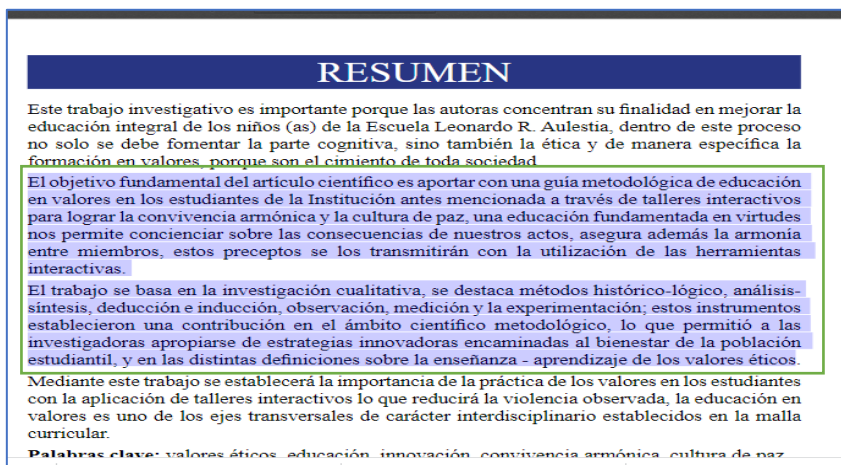 RESUMEN
Este trabajo investigativo es importante porque las autoras concentran su finalidad en mejorar la
educación integral de los niños (as) de la Escuela Leonardo R. Aulestia, dentro de este proceso
no solo se debe fomentar la parte cognitiva, sino también la ética y de manera específica la
formación en valores, porque son el cimiento de toda sociedad
El objetivo fundamental del artículo científico es aportar con una guía metodológica de educación
en valores en los estudiantes de la Institución antes mencionada a través de talleres interactivos
para lograr la convivencia armónica y la cultura de paz, una educación fundamentada en virtudes
nos permite concienciar sobre las consecuencias de nuestros actos, asegura además la armonía
entre miembros, estos preceptos se los transmitirán con la utilización de las herramientas
interactivas.
El trabajo se basa en la investigación cualitativa, se destaca métodos histórico-lógico, análisis-
síntesis, deducción e inducción, observación, medición y la experimentación; estos instrumentos
establecieron una contribución en el ámbito científico metodológico, lo que permitió a las
investigadoras apropiarse de estrategias innovadoras encaminadas al bienestar de la población
estudiantil, y en las distintas definiciones sobre la enseñanza - aprendizaje de los valores éticos.
Mediante este trabajo se establecerá la importancia de la práctica de los valores en los estudiantes
con la aplicación de talleres interactivos lo que reducirá la violencia observada, la educación en
valores es uno de los ejes transversales de carácter interdisciplinario establecidos en la malla
curricular.
Palabras clave: valores éticos, educación, innovación, convivencia armónica, cultura de paz